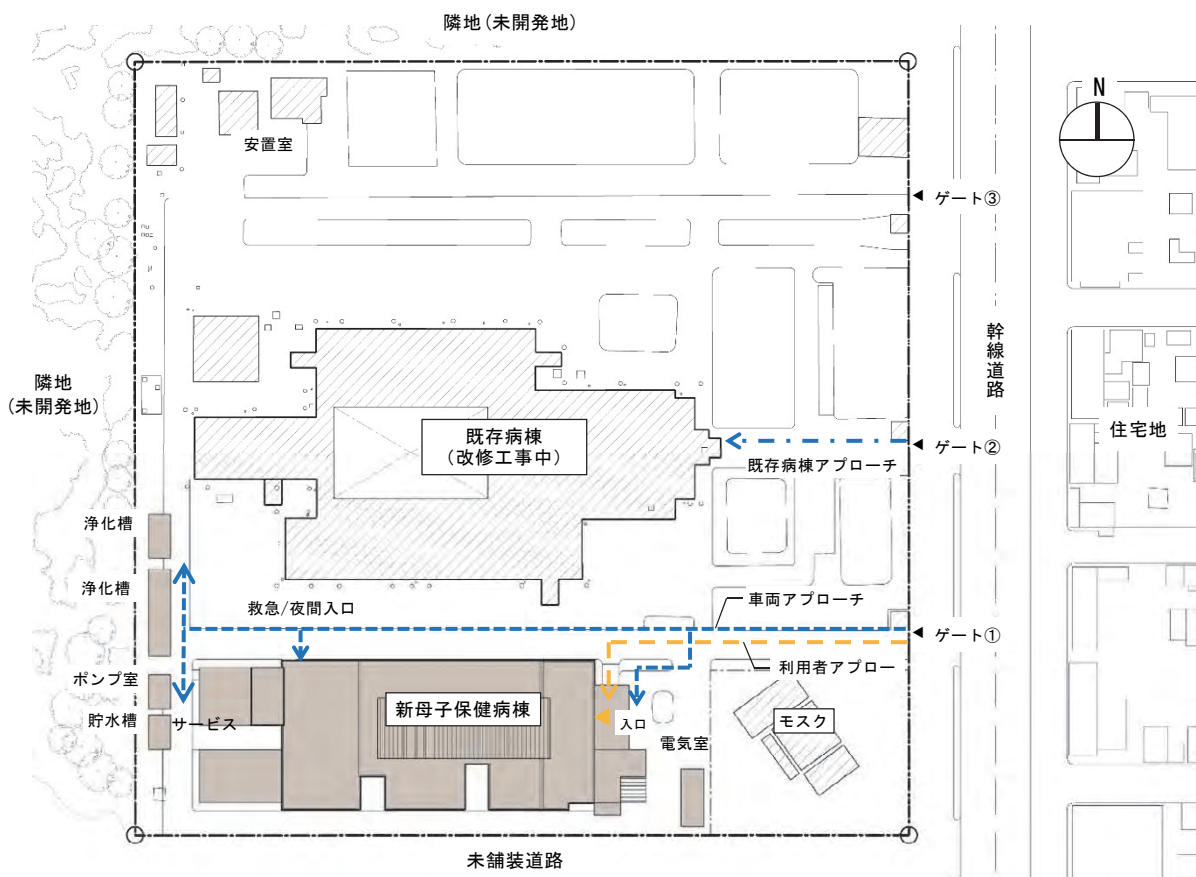 隣地(未開発地)
N
安置室
ゲート③
幹線道路
隣地
(未開発地)
住宅地
既存病棟
(改修工事中)
ゲート②
既存病棟アプローチ
浄化槽
浄化槽
車両アプローチ
救急/夜間入口
ゲート①
利用者アプロー
ポンプ室
新母子保健病棟
モスク
貯水槽
サービス
入口
電気室
未舗装道路